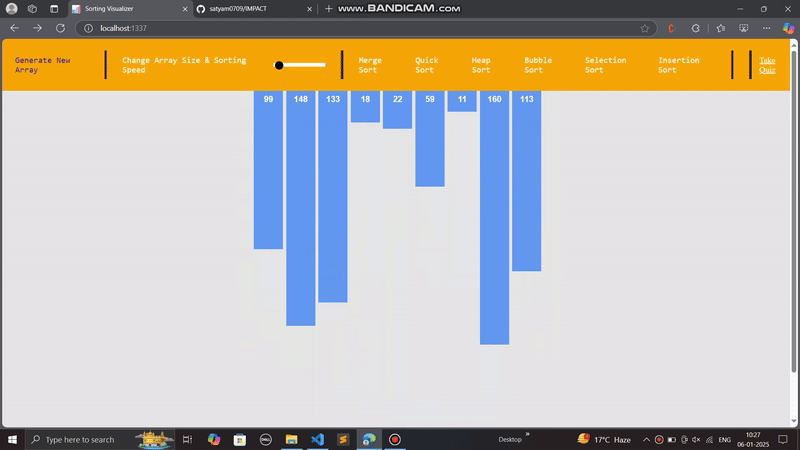 www.BANDICAM.com
Sorting Visualizer
satyam0709/IMPACT
localhost:1337
Generate New
Array
Change Array Size & Sorting
Speed
Merge
Sort
Quick
Sort
Heap
Sort
Bubble
Sort
Selection
Sort
Insertion
Sort
Take
Quiz
99 148 133 18 22 59 11 160 113
Type here to search
DELL
Desktop
17°C Haze
ENG
10:27
06-01-2025